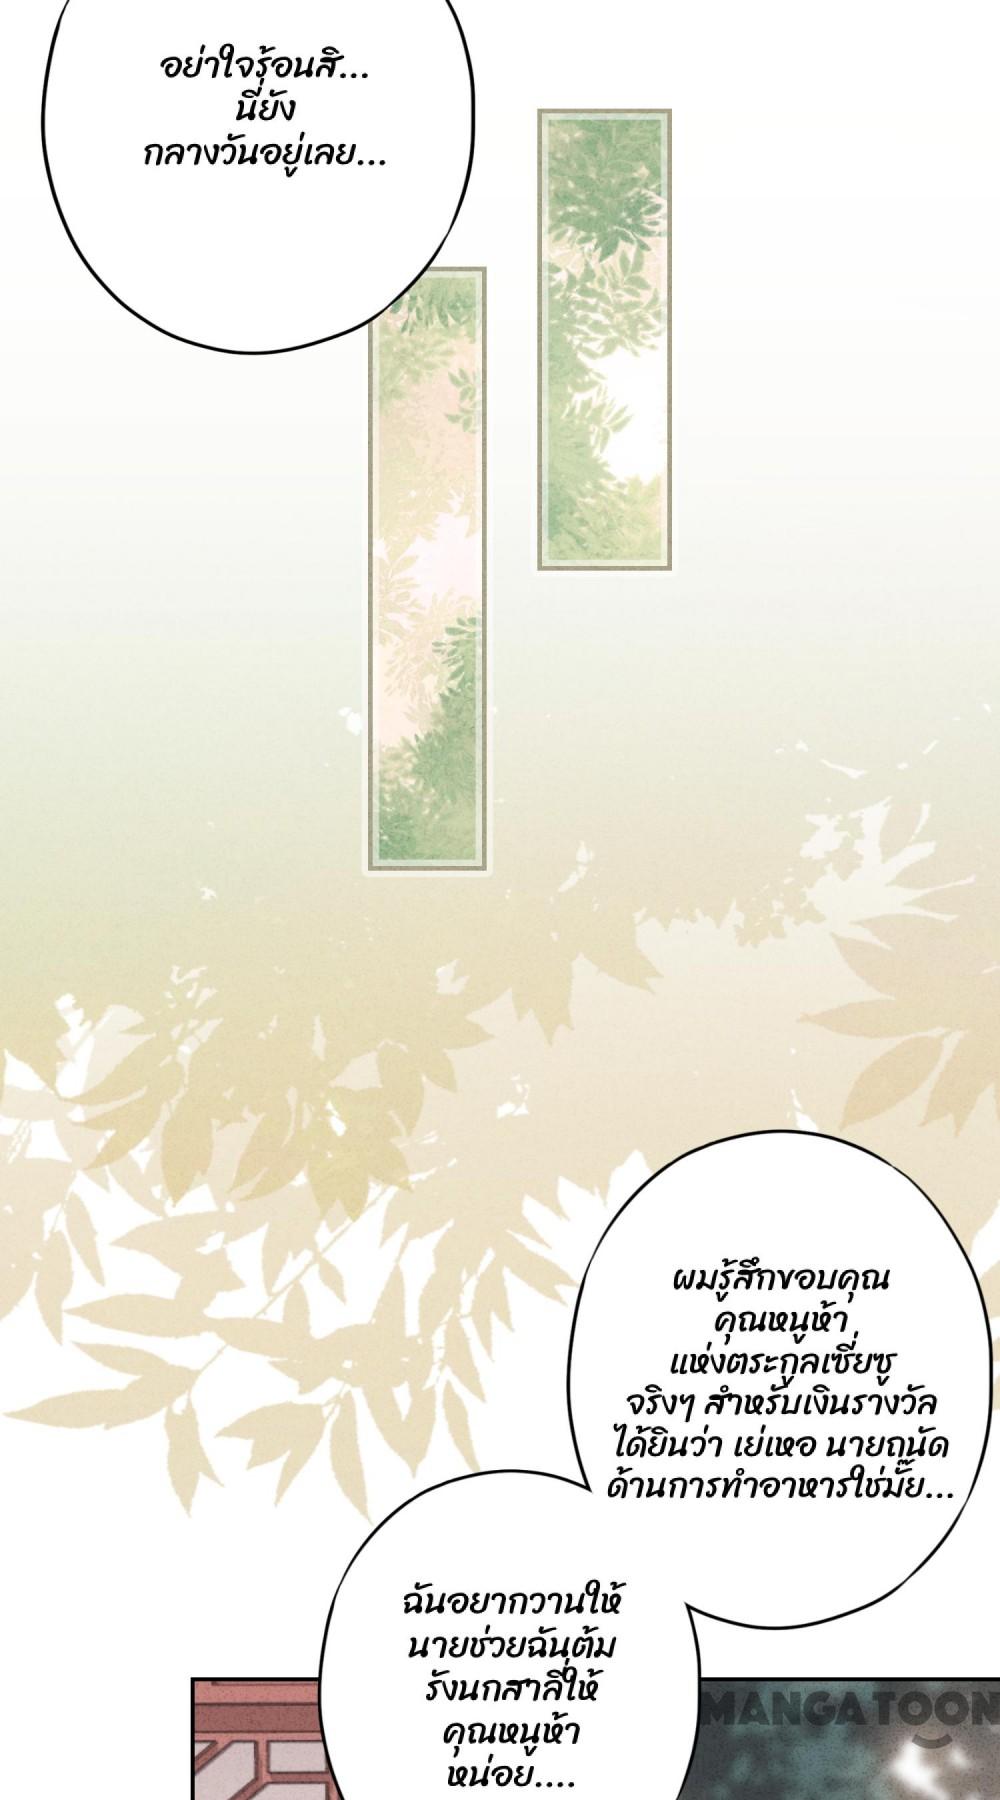 อย่าใจร้อนสิ...
นี่ยัง
กลางวันอยู่เลย...
ผมรู้สึกขอบคุณ
คุณหนูห้า
แห่งตระกูลเซี่ยซู
จริงๆ สำหรับเงินรางวัล
ได้ยินว่า เย่เหอ นายถนัด
ด้านการทำอาหารใช่มั๊ย...
ฉันอยากวานให้
นายช่วยฉันต้ม
รังนกสาลี่ให้
คุณหนูห้า
หน่อย....
MANGATOON